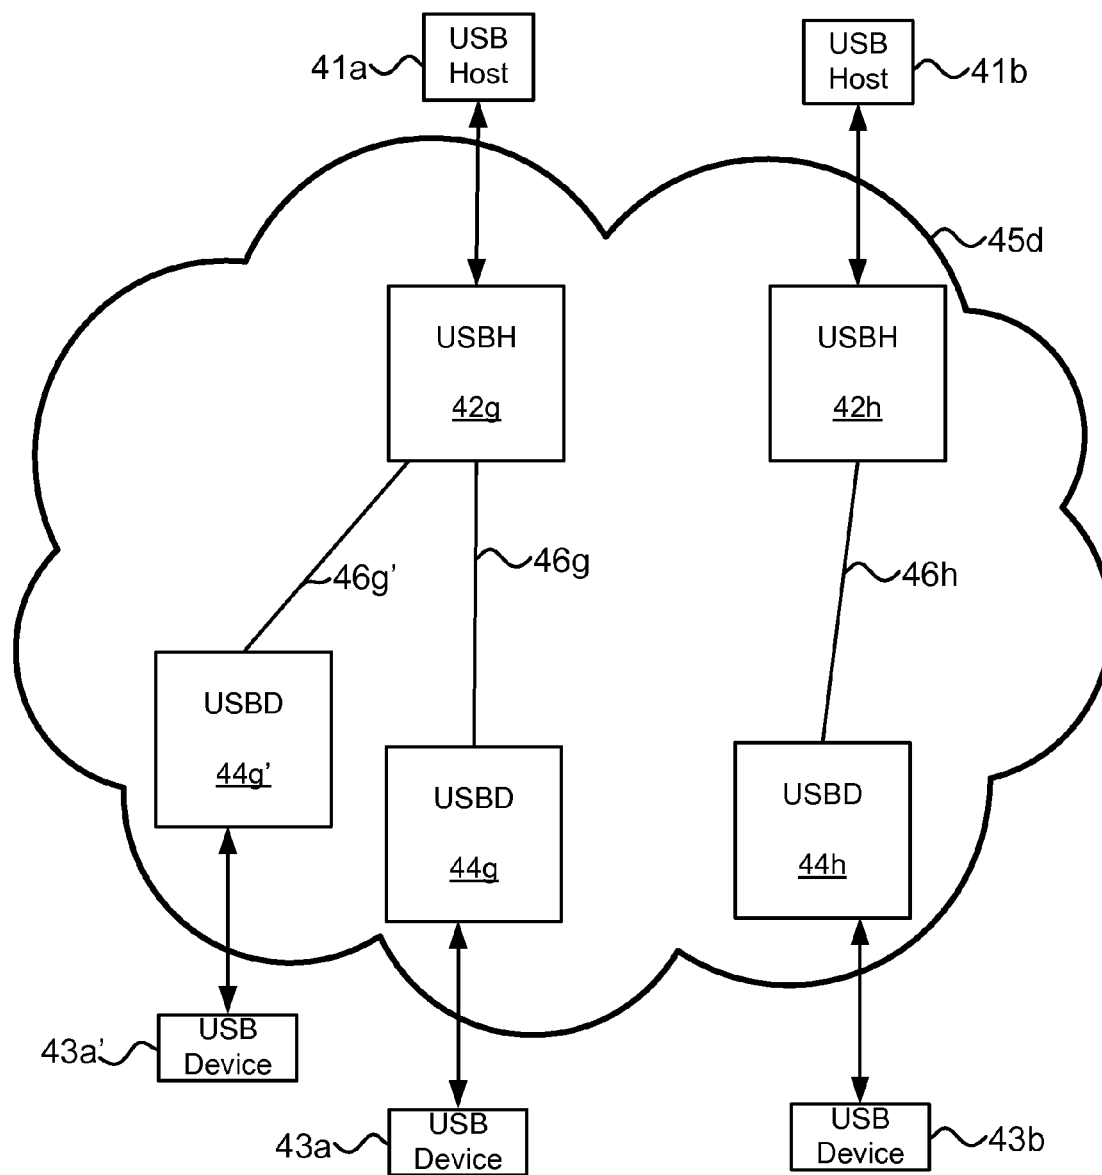 USB
Host
41a
USB
Host
41b
45d
USBH
42g
USBH
42h
46g’
46g
46h
USBD
44g’
USBD
44g
USBD
44h
USB
Device
43a’
USB
Device
43a
USB
Device
43b